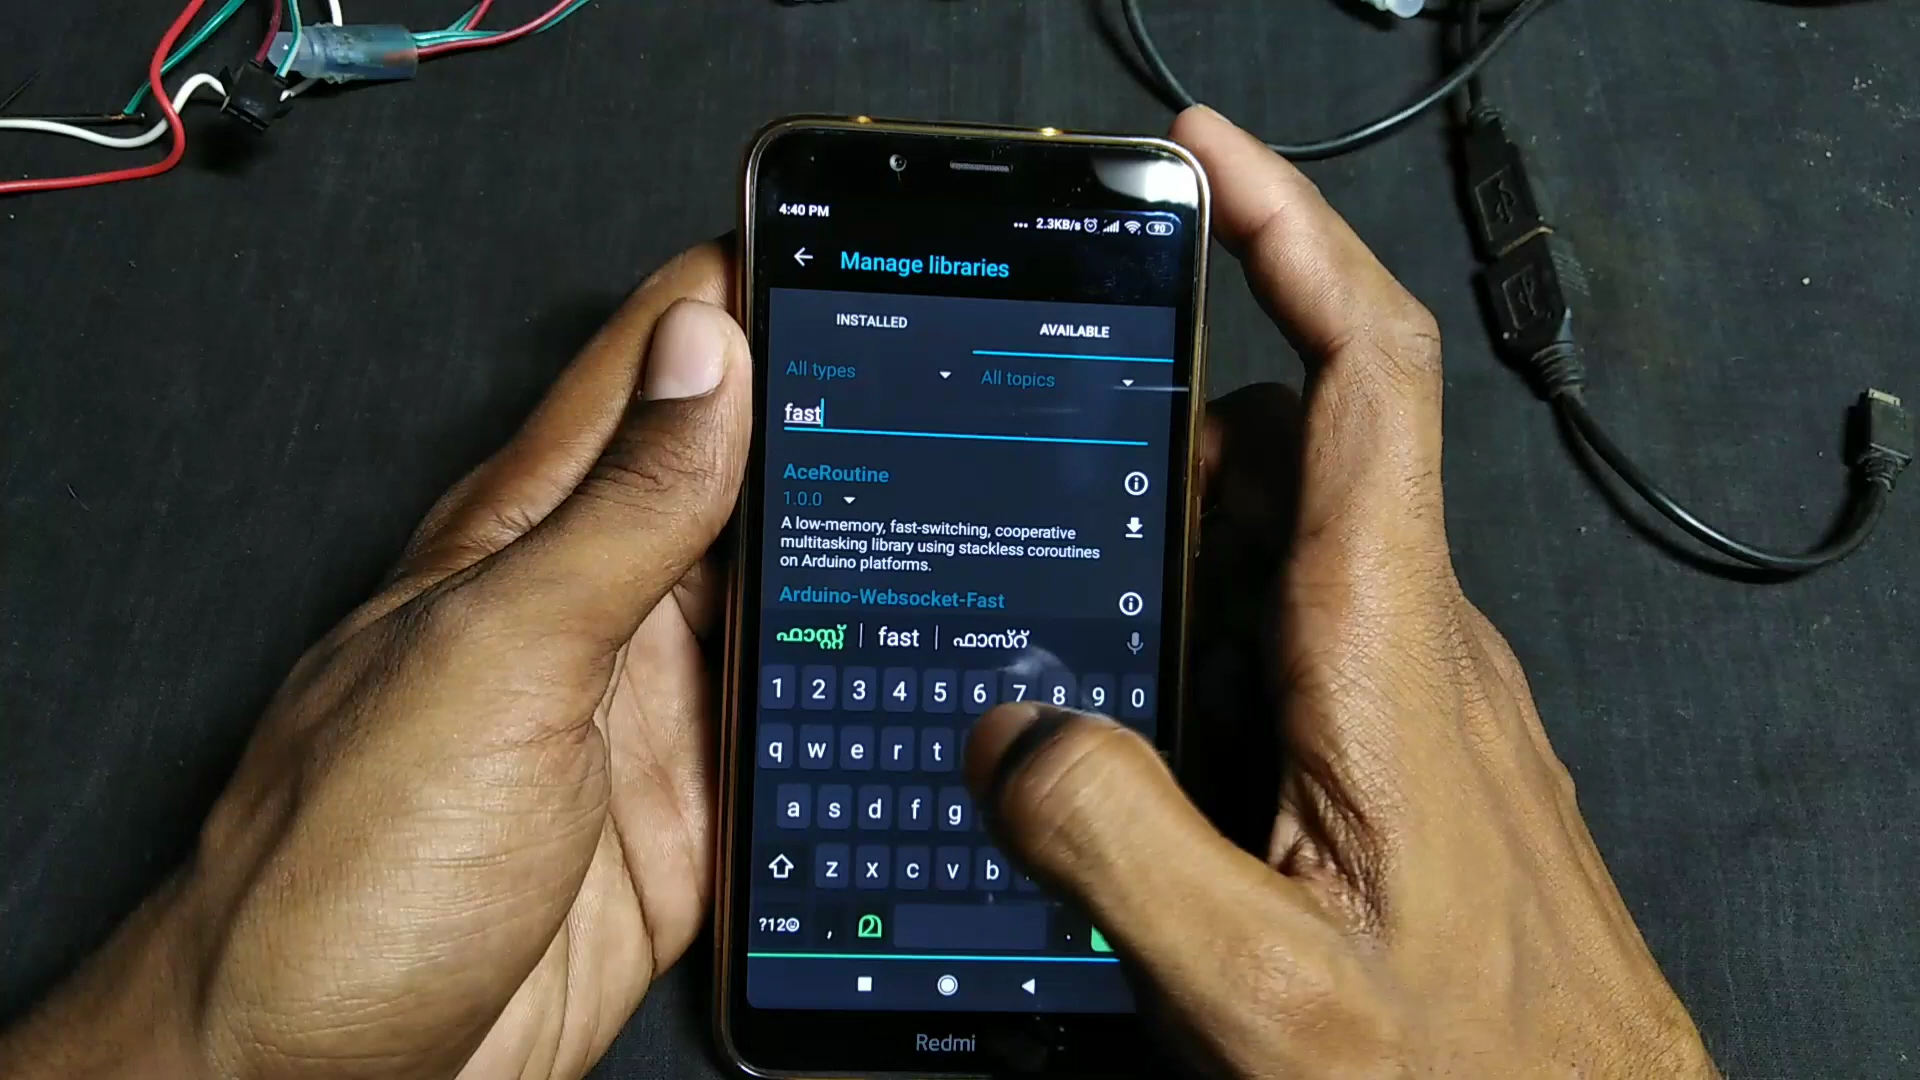 4:40 PM
... 2.3KB/s 90
Manage libraries
INSTALLED
AVAILABLE
All types
All topics
fast
AceRoutine
1.0.0
A low-memory, fast-switching, cooperative
multitasking library using stackless coroutines
on Arduino platforms.
Arduino-Websocket-Fast
ഫാസ്റ്റ് | fast | ഫാസ്റ്
1 2 3 4 5 6 7 8 9 0
q w e r t
a s d f g
z x c v b
?12☺ , മ .
Redmi